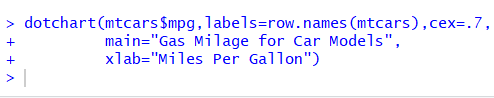 > dotchart(mtcars$mpg,labels=row.names(mtcars),cex=.7,
+         main="Gas Milage for Car Models",
+         xlab="Miles Per Gallon")
>